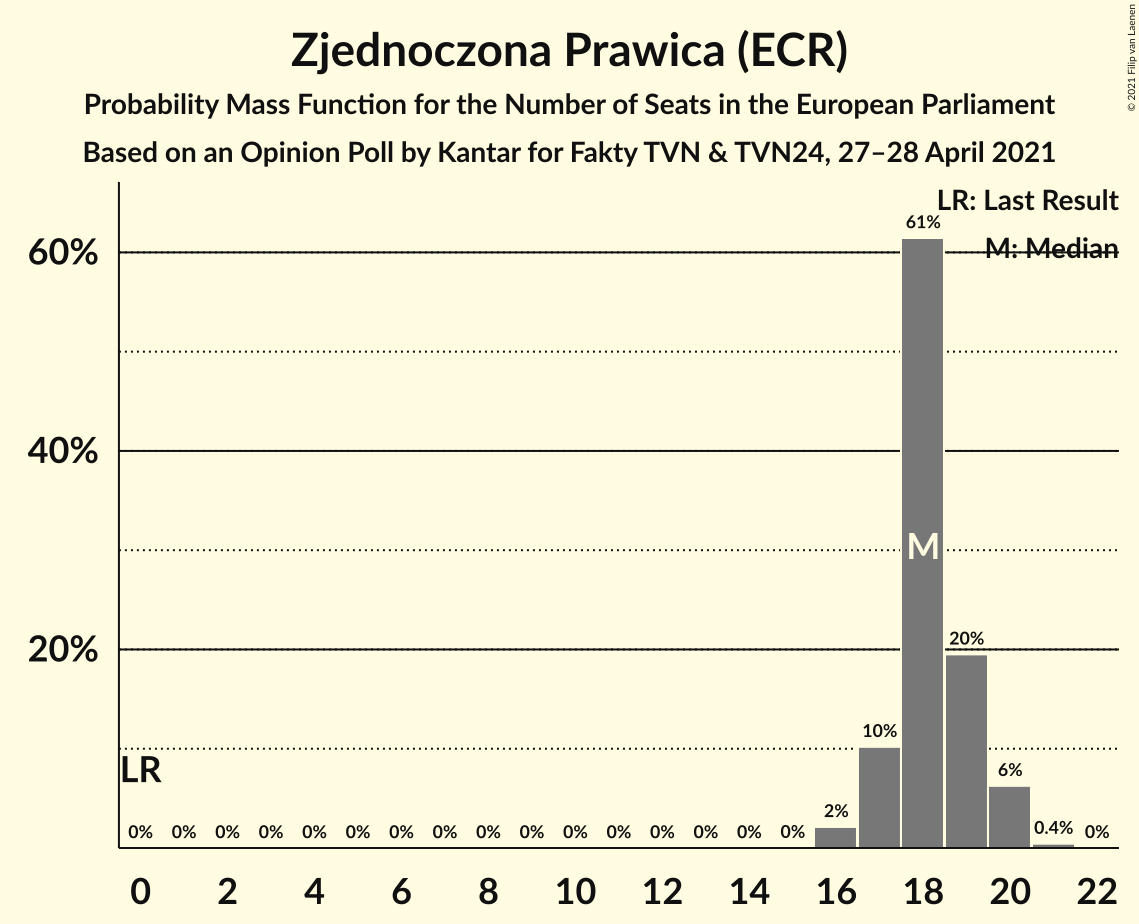 Zjednoczona Prawica (ECR)
Probability Mass Function for the Number of Seats in the European Parliament
Based on an Opinion Poll by Kantar for Fakty TVN & TVN24, 27–28 April 2021
© 2021 Filip van Laenen
LR: Last Result
M: Median
60%
40%
20%
61%
M
20%
10%
LR
6%
2%
0% 0% 0% 0% 0% 0% 0% 0% 0% 0% 0% 0% 0% 0% 0% 0% 0.4% 0%
0 2 4 6 8 10 12 14 16 18 20 22